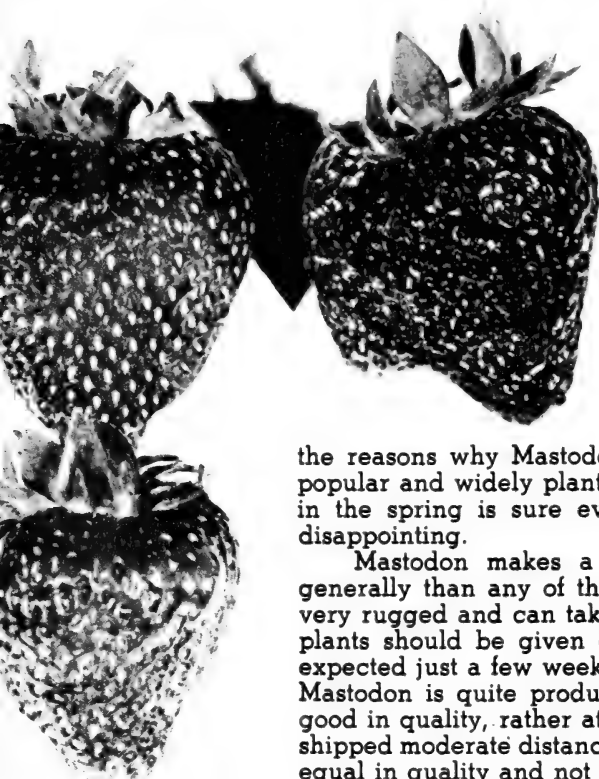 the reasons why Mastod
popular and widely plant
in the spring is sure ev
disappointing.
Mastodon makes a
generally than any of th
very rugged and can tak
plants should be given
expected just a few week
Mastodon is quite produ
good in quality, rather at
shipped moderate distanc
equal in quality and not